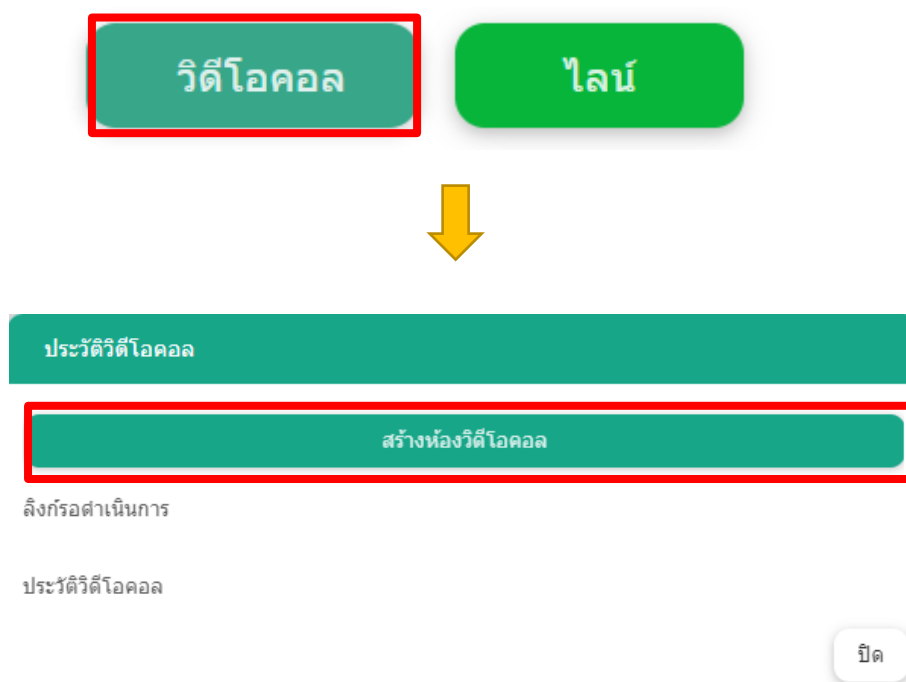 วิดีโอคอล ไลน์
ประวัติวิดีโอคอล
สร้างห้องวิดีโอคอล
ลิงก์รอดำเนินการ
ประวัติวิดีโอคอล
ปิด